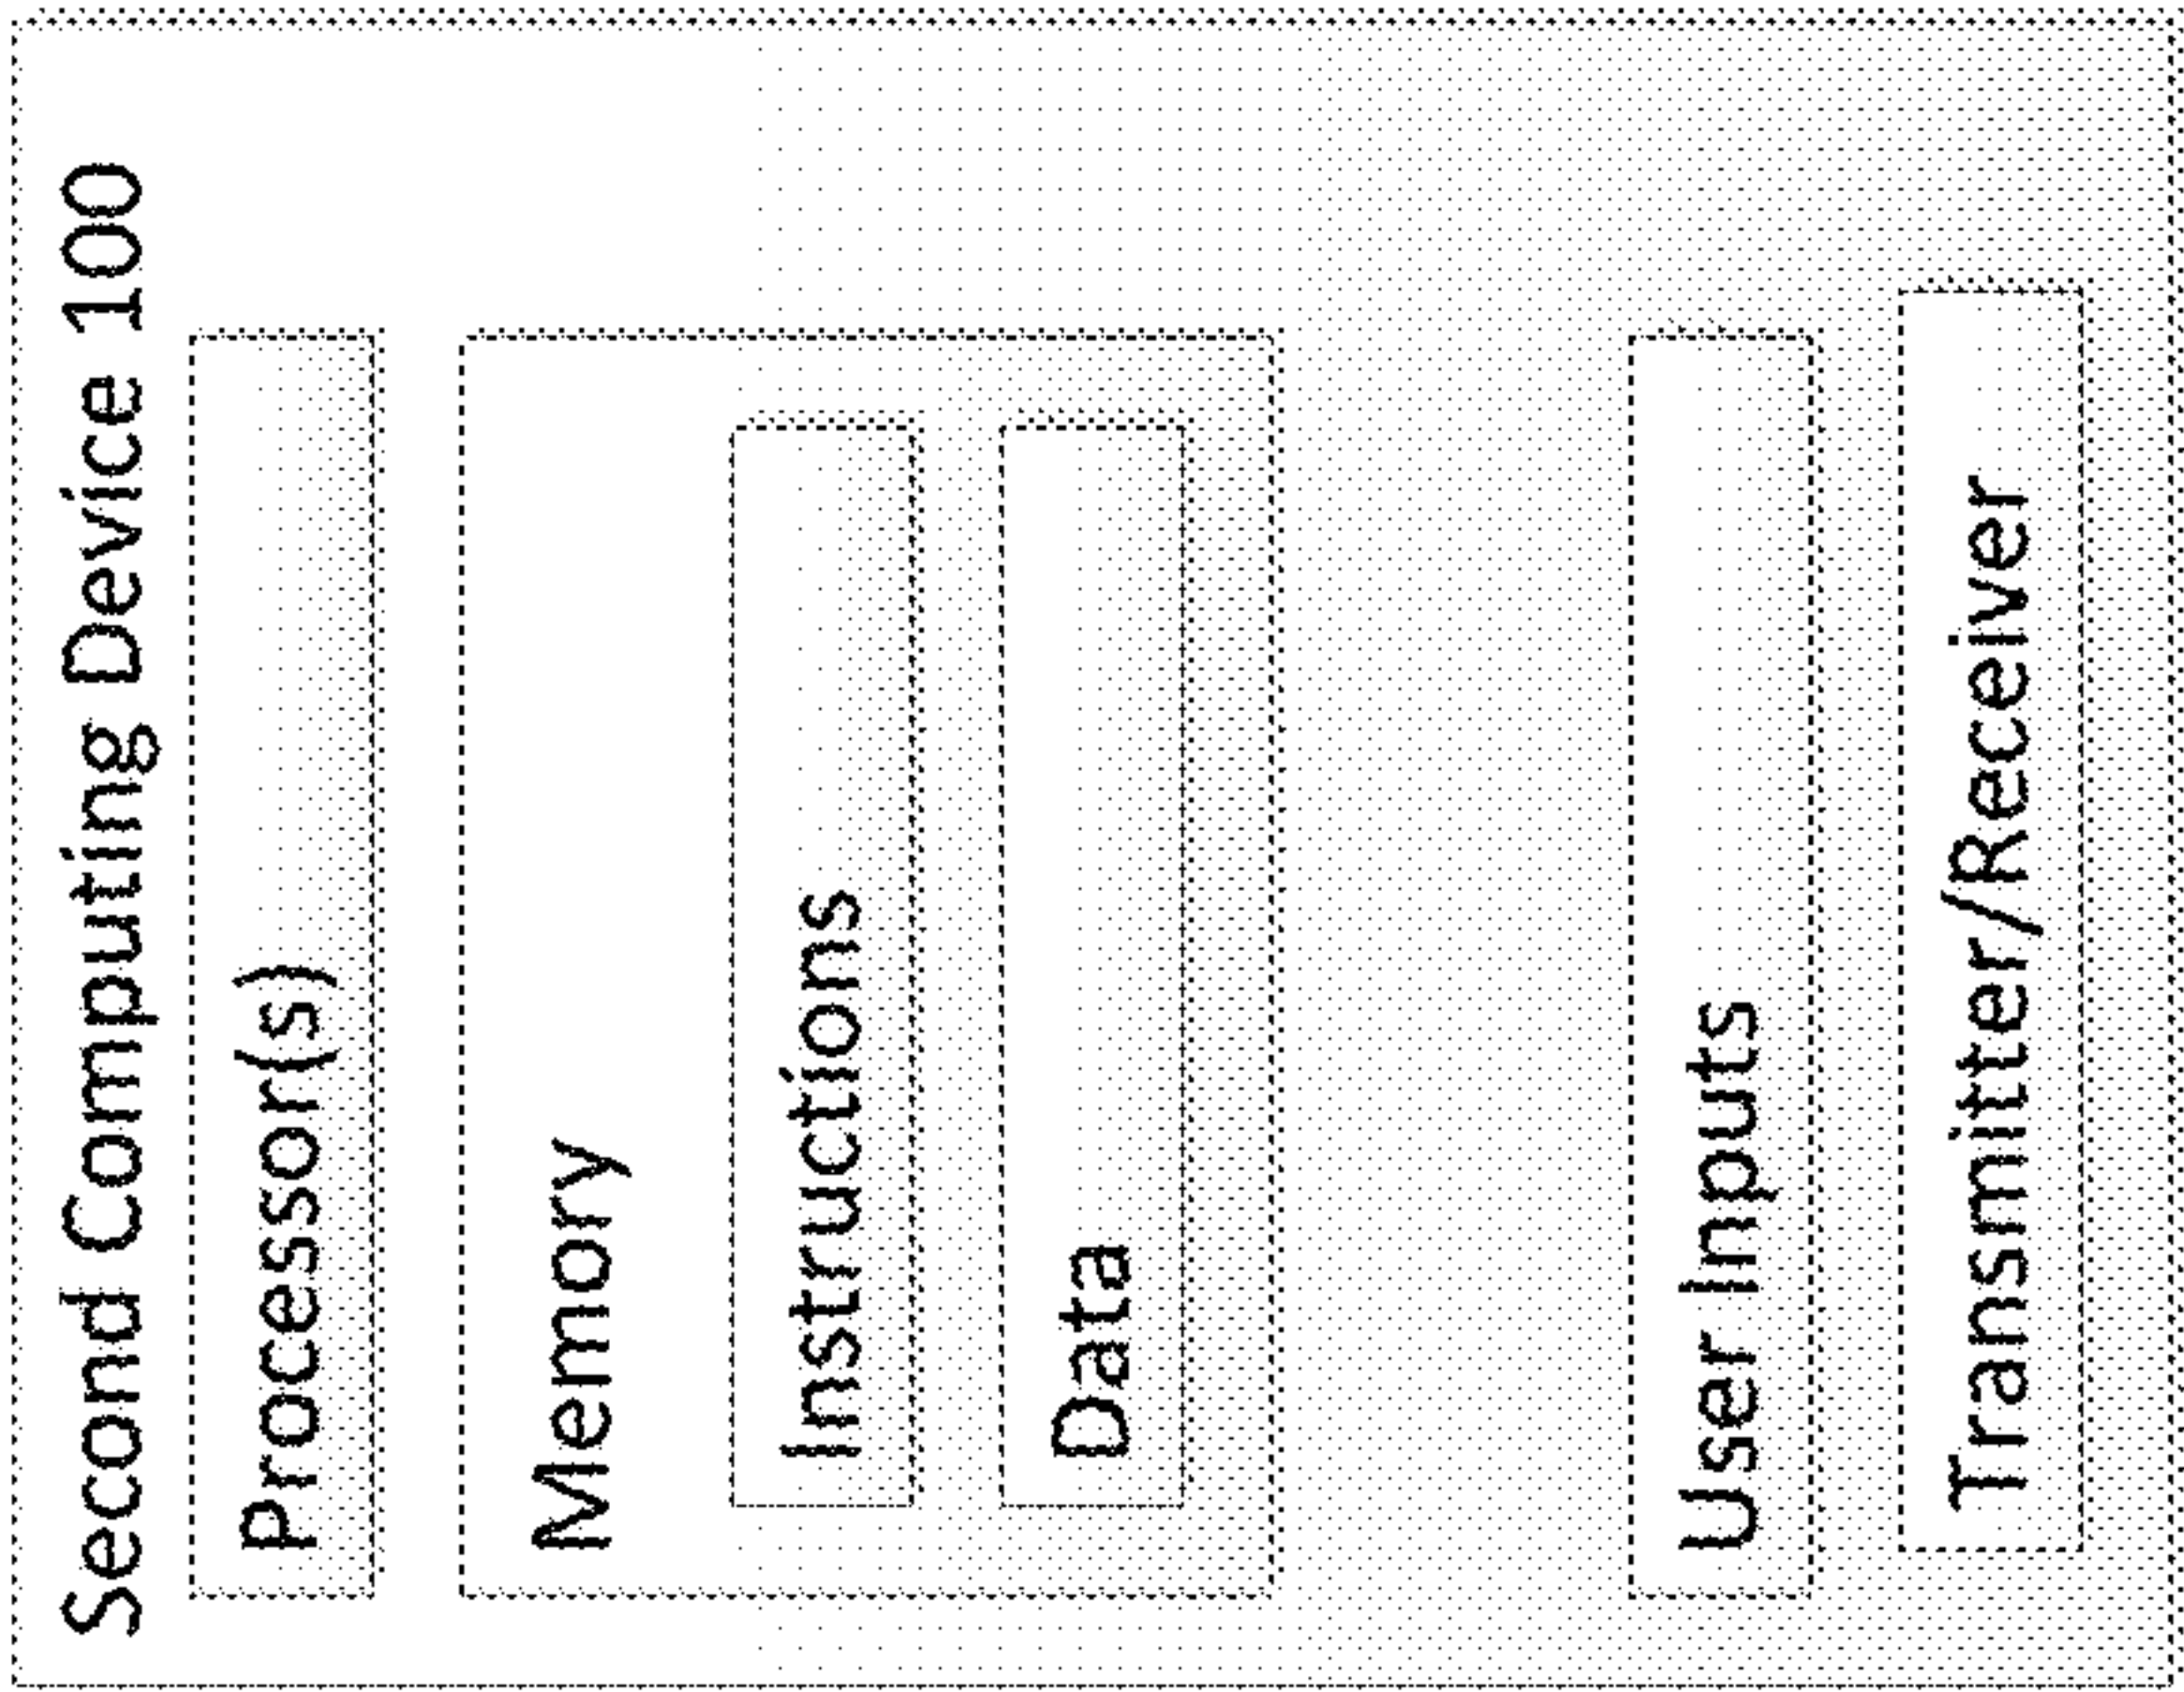 Second Computing Device 100
Processor(s)
Memory
Instructions
Data
User Inputs
Transmitter/Receiver